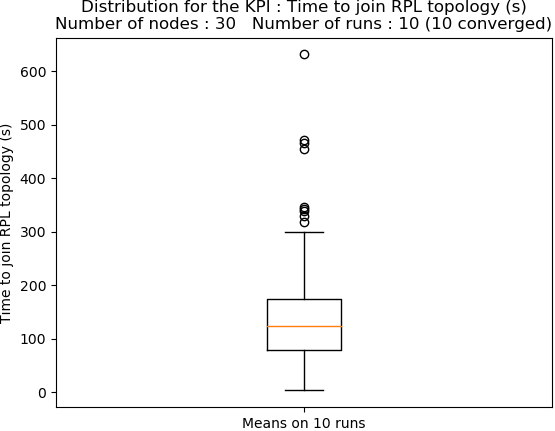 Distribution for the KPI : Time to join RPL topology (s)
Number of nodes : 30   Number of runs : 10 (10 converged)
Time to join RPL topology (s)
600
500
400
300
200
100
0
Means on 10 runs